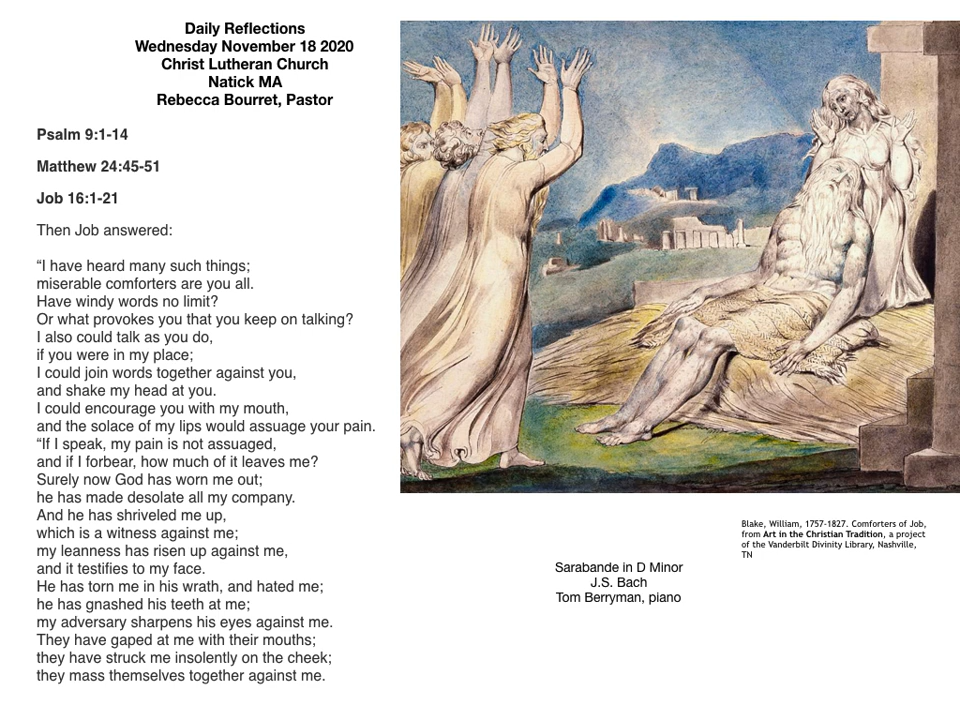 Daily Reflections
Wednesday November 18 2020
Christ Lutheran Church
Natick MA
Rebecca Bourret, Pastor
Psalm 9:1-14
Matthew 24:45-51
Job 16:1-21
Then Job answered:
“I have heard many such things;
miserable comforters are you all.
Have windy words no limit?
Or what provokes you that you keep on talking?
I also could talk as you do,
if you were in my place;
I could join words together against you,
and shake my head at you.
I could encourage you with my mouth,
and the solace of my lips would assuage your pain.
“If I speak, my pain is not assuaged,
and if I forbear, how much of it leaves me?
Surely now God has worn me out;
he has made desolate all my company.
And he has shriveled me up,
which is a witness against me;
my leanness has risen up against me,
and it testifies to my face.
He has torn me in his wrath, and hated me;
he has gnashed his teeth at me;
my adversary sharpens his eyes against me.
They have gaped at me with their mouths;
they have struck me insolently on the cheek;
they mass themselves together against me.
Blake, William, 1757-1827. Comforters of Job,
from Art in the Christian Tradition, a project
of the Vanderbilt Divinity Library, Nashville,
TN
Sarabande in D Minor
J.S. Bach
Tom Berryman, piano